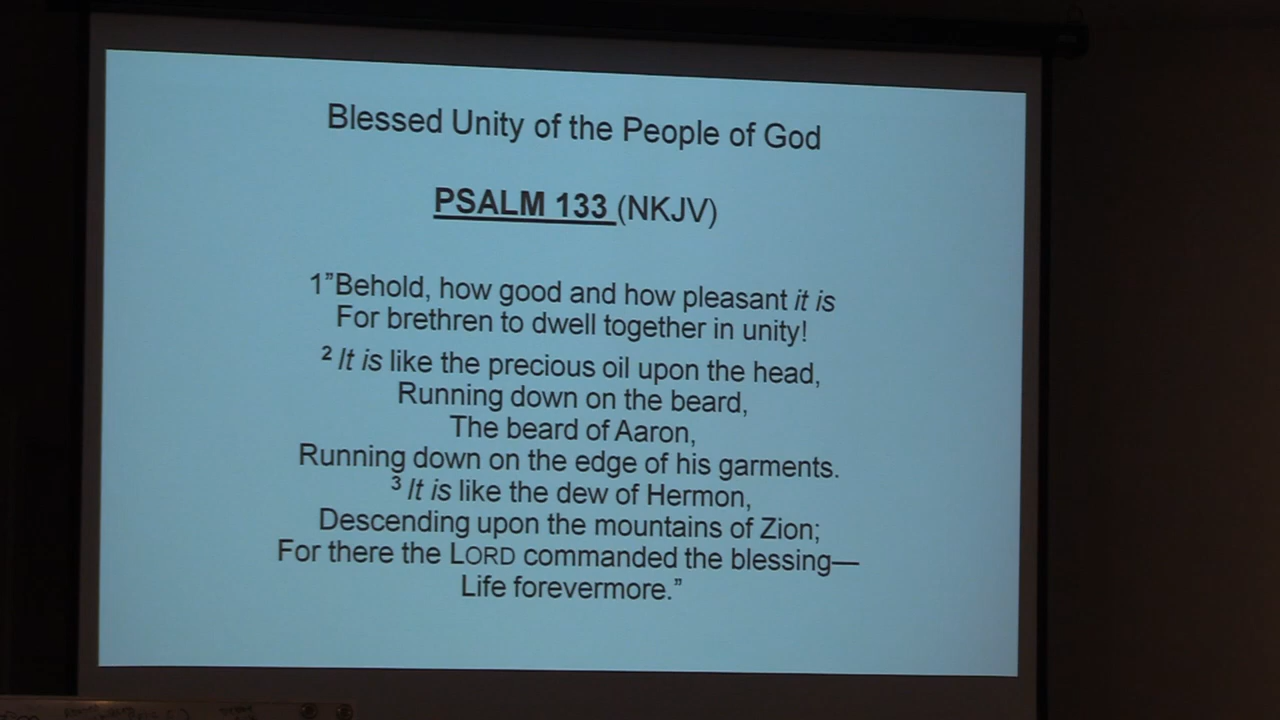 Blessed Unity of the People of God
PSALM 133 (NKJV)
1”Behold, how good and how pleasant it is
For brethren to dwell together in unity!
² It is like the precious oil upon the head,
Running down on the beard,
The beard of Aaron,
Running down on the edge of his garments.
³ It is like the dew of Hermon,
Descending upon the mountains of Zion;
For there the LORD commanded the blessing—
Life forevermore.”